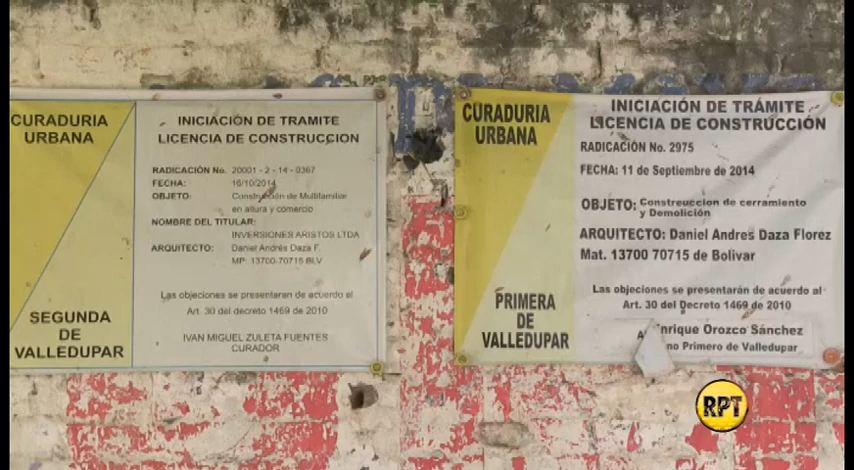 CURADURIA
URBANA
INICIACIÓN DE TRAMITE
LICENCIA DE CONSTRUCCION
RADICACIÓN No. 20001 - 2 - 14 - 0367
FECHA: 16/10/2014
OBJETO: Construcción de Multifamiliar
en altura y comercio
NOMBRE DEL TITULAR:
INVERSIONES ARISTOS LTDA
ARQUITECTO: Daniel Andrés Daza F.
MP: 13700-70715 BLV
Las objeciones se presentaran de acuerdo al
Art. 30 del decreto 1469 de 2010
IVAN MIGUEL ZULETA FUENTES
CURADOR
SEGUNDA
DE
VALLEDUPAR
CURADURIA
URBANA
INICIACIÓN DE TRÁMITE
LICENCIA DE CONSTRUCCIÓN
RADICACIÓN No. 2975
FECHA: 11 de Septiembre de 2014
OBJETO: Construccion de cerramiento
y Demolición
ARQUITECTO: Daniel Andres Daza Florez
Mat. 13700 70715 de Bolivar
Las objeciones se presentarán de acuerdo al
Art. 30 del Decreto 1469 de 2010
Enrique Orozco Sánchez
Primero de Valledupar
PRIMERA
DE
VALLEDUPAR
RPT